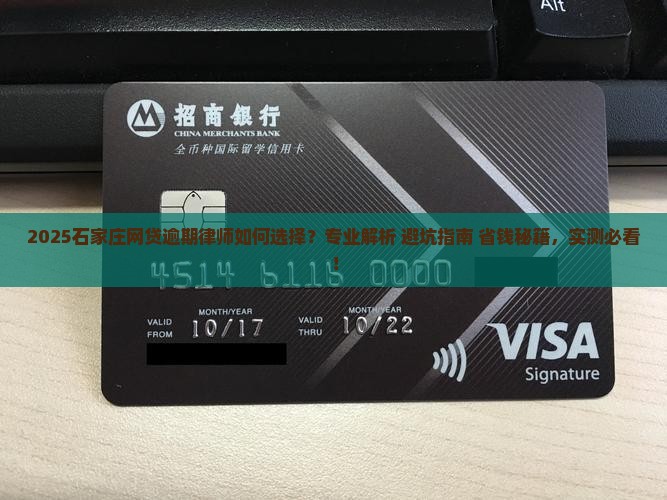 Alt
招商銀行
CHINA MERCHANTS BANK
全币种国际留学信用卡
2025石家庄网贷逾期律师如何选择？专业解析 避坑指南 省钱秘籍，实测必看
！
4514 6116 0000
MONTH/YEAR MONTH/YEAR
VALID FROM 10/17 VALID THRU 10/22
VISA
Signature